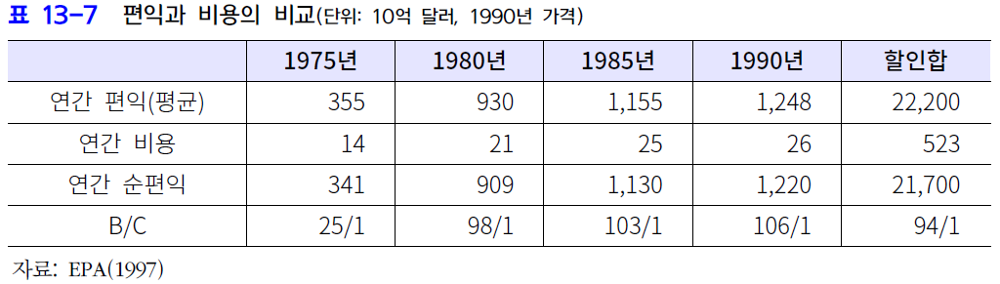 표 13-7 편익과 비용의 비교(단위: 10억 달러, 1990년 가격)
1975년 1980년 1985년 1990년 할인합
연간 편익(평균) 355 930 1,155 1,248 22,200
연간 비용 14 21 25 26 523
연간 순편익 341 909 1,130 1,220 21,700
B/C 25/1 98/1 103/1 106/1 94/1
자료: EPA(1997)